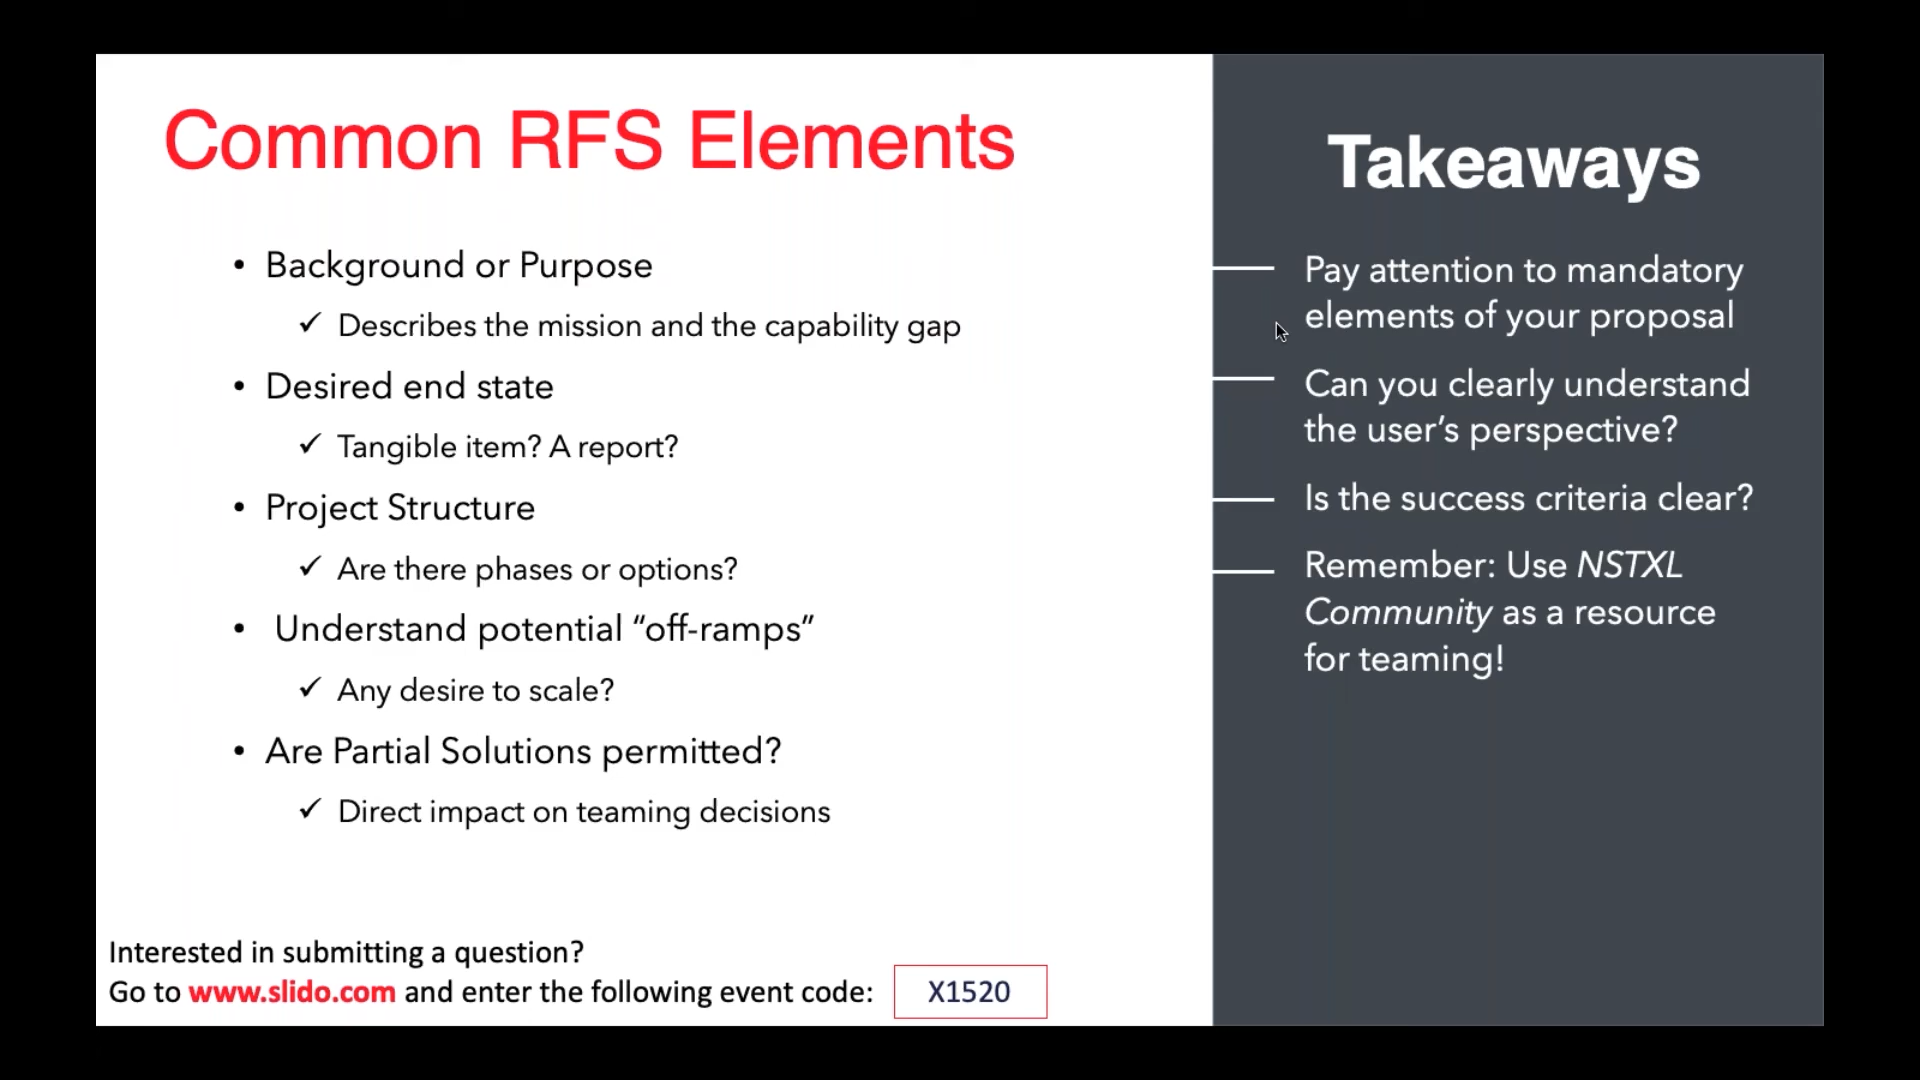 Common RFS Elements
• Background or Purpose
✓ Describes the mission and the capability gap
• Desired end state
✓ Tangible item? A report?
• Project Structure
✓ Are there phases or options?
• Understand potential “off-ramps”
✓ Any desire to scale?
• Are Partial Solutions permitted?
✓ Direct impact on teaming decisions
Interested in submitting a question?
Go to www.slido.com and enter the following event code: X1520
Takeaways
Pay attention to mandatory
elements of your proposal
Can you clearly understand
the user’s perspective?
Is the success criteria clear?
Remember: Use NSTXL
Community as a resource
for teaming!